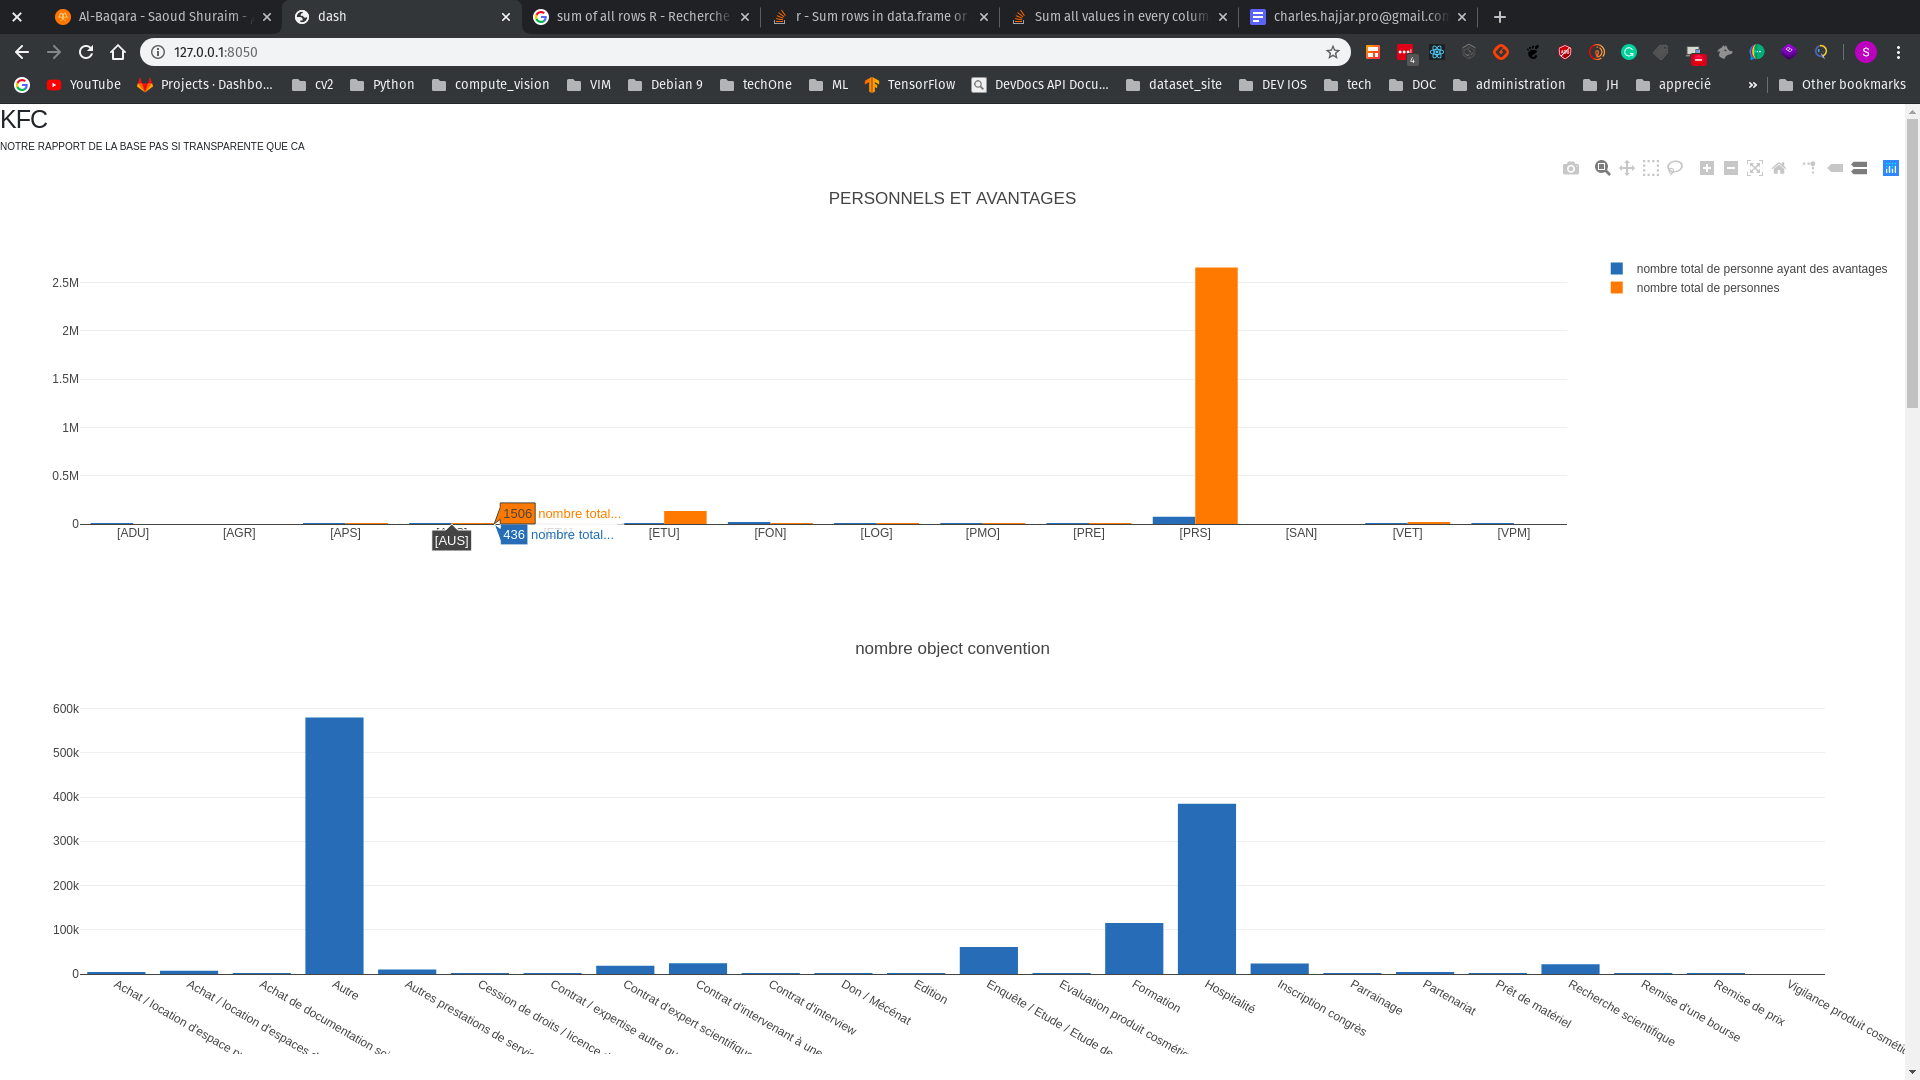 Al-Baqara - Saoud Shuraim -
dash
sum of all rows R - Recherche
r - Sum rows in data.frame or
Sum all values in every colum
charles.hajjar.pro@gmail.con
127.0.0.1:8050
4
S
YouTube
Projects · Dashbo...
cv2
Python
compute_vision
VIM
Debian 9
techOne
ML
TensorFlow
DevDocs API Docu...
dataset_site
DEV IOS
tech
DOC
administration
JH
apprecié
»
Other bookmarks
KFC
NOTRE RAPPORT DE LA BASE PAS SI TRANSPARENTE QUE CA
PERSONNELS ET AVANTAGES
nombre total de personne ayant des avantages
nombre total de personnes
2.5M
2M
1.5M
1M
0.5M
0
1506 nombre total...
436 nombre total...
[ADU]
[AGR]
[APS]
[AUS]
[ETU]
[FON]
[LOG]
[PMO]
[PRE]
[PRS]
[SAN]
[VET]
[VPM]
nombre object convention
600k
500k
400k
300k
200k
100k
0
Achat / location d'espace
Achat / location d'espaces
Achat de documentation
Autre
Autres prestations de servi
Cession de droits / licence
Contrat / expertise autre
Contrat d'expert scientifique
Contrat d'intervenant à une
Contrat d'interview
Don / Mécénat
Edition
Enquête / Etude / Etude de
Evaluation produit cosméti
Formation
Hospitalité
Inscription congrès
Parrainage
Partenariat
Prêt de matériel
Recherche scientifique
Remise d'une bourse
Remise de prix
Vigilance produit cosméti